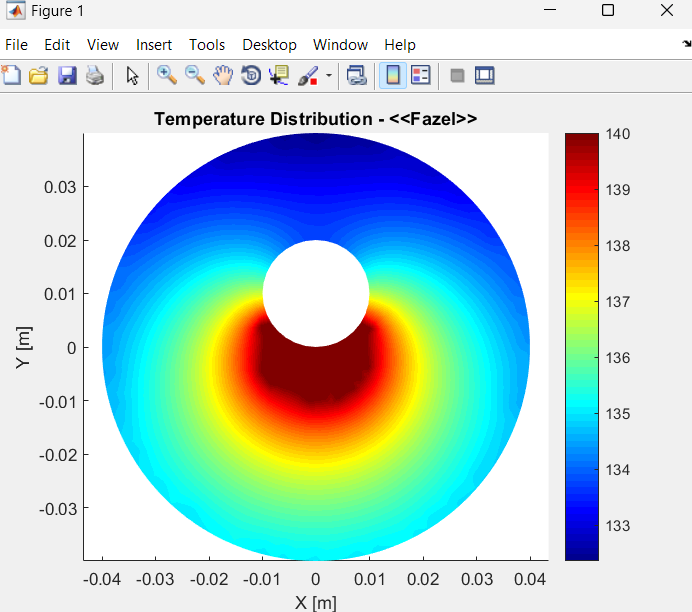 Figure 1
File Edit View Insert Tools Desktop Window Help
Temperature Distribution - <<Fazel>>
0.03
0.02
0.01
0
-0.01
-0.02
-0.03
Y [m]
-0.04 -0.03 -0.02 -0.01 0 0.01 0.02 0.03 0.04
X [m]
140
139
138
137
136
135
134
133